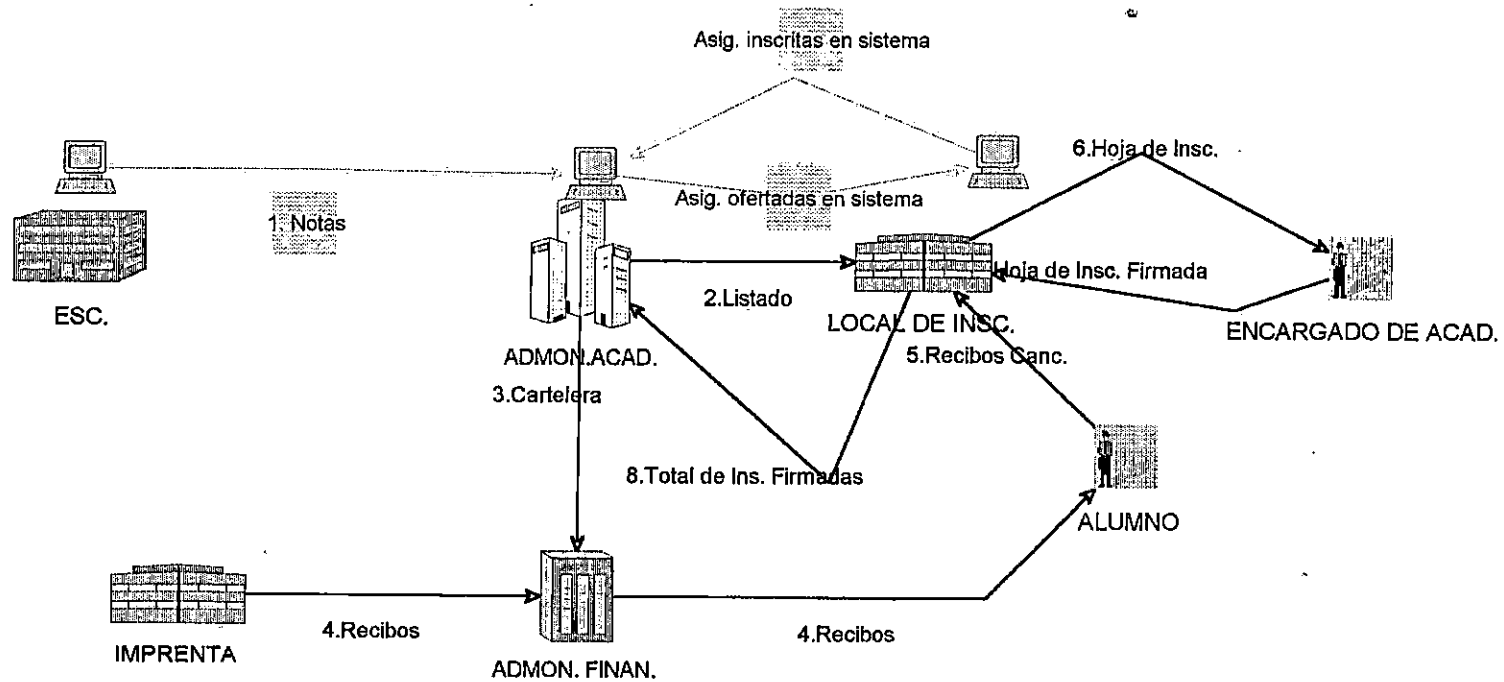 Asig. inscritas en sistema
6.Hoja de Insc.
Asig. ofertadas en sistema
1. Notas
Hoja de Insc. Firmada
2.Listado
ESC.
LOCAL DE INSC.
ENCARGADO DE ACAD.
ADMON.ACAD.
5.Recibos Canc.
3.Cartelera
8.Total de Ins. Firmadas
ALUMNO
4.Recibos
4.Recibos
IMPRENTA
ADMON. FINAN.